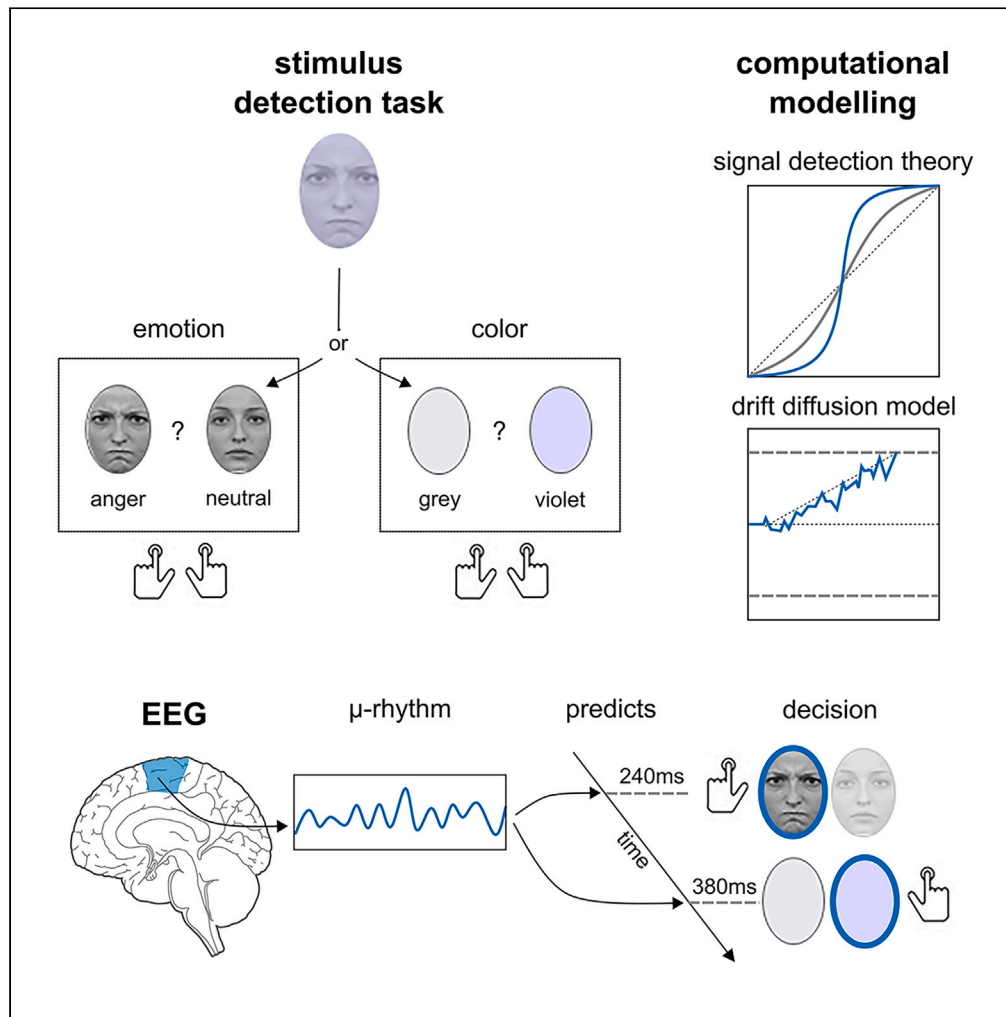 stimulus
detection task
emotion
or
color
?
anger
neutral
?
grey
violet
computational
modelling
signal detection theory
drift diffusion model
EEG
μ-rhythm
predicts
decision
240ms
time
380ms